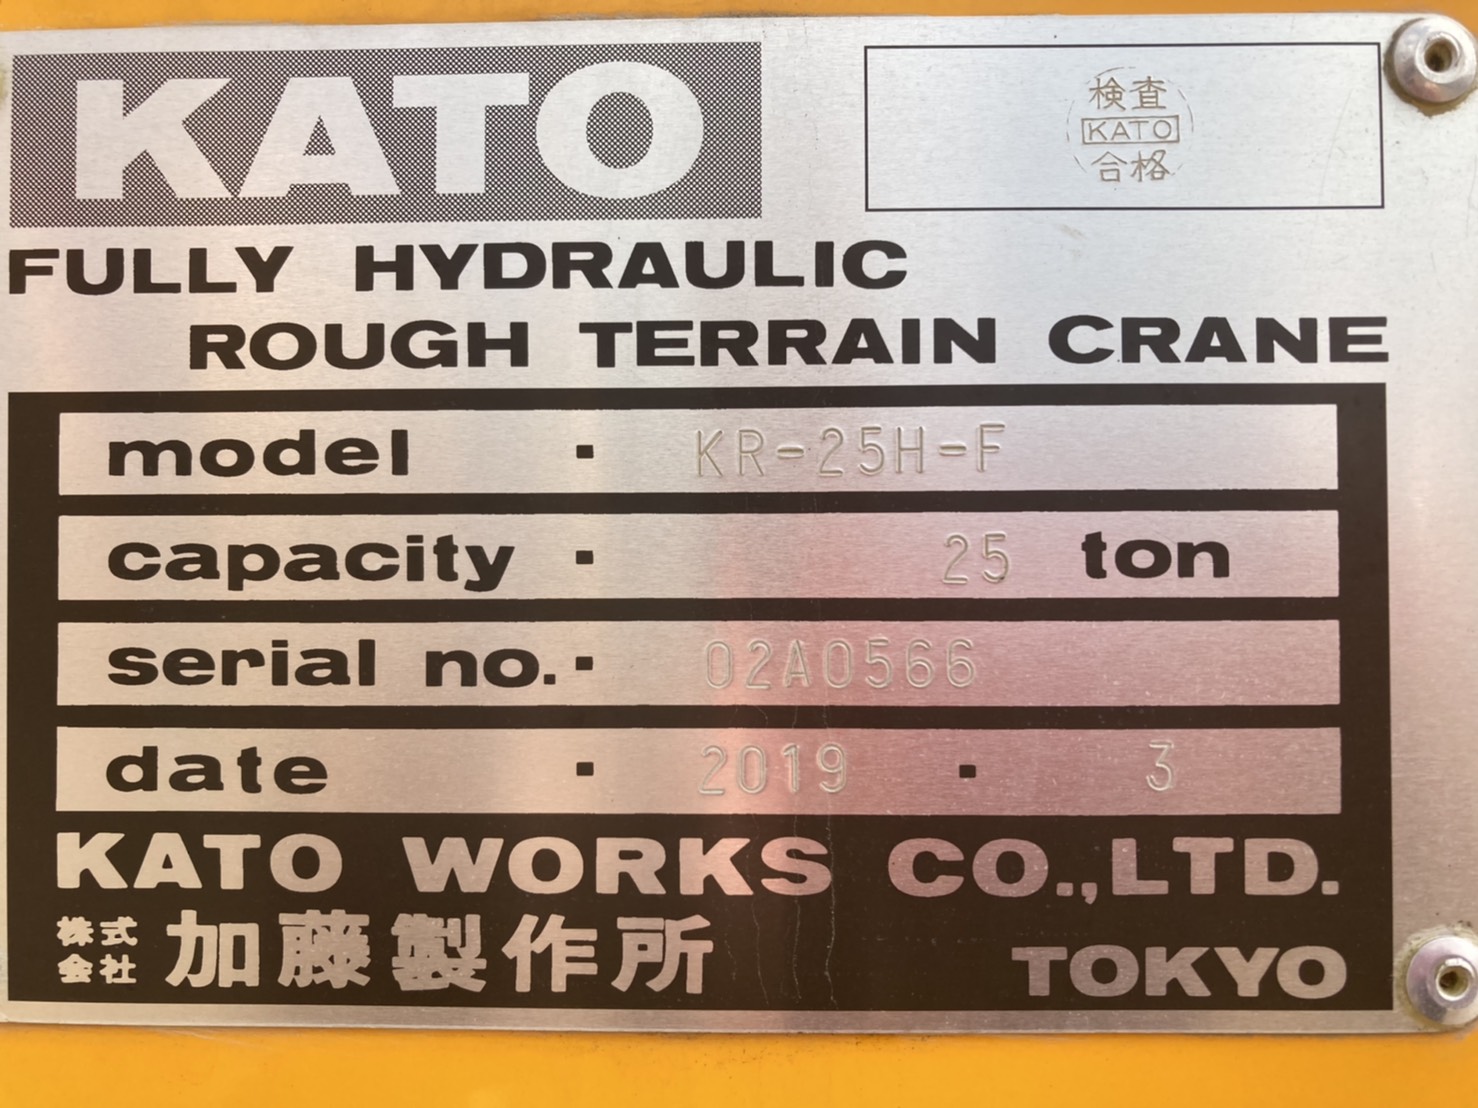 KATO
検査
KATO
合格
FULLY HYDRAULIC
ROUGH TERRAIN CRANE
model · KR-25H-F
capacity · 25 ton
serial no. · 02A0566
date · 2019 · 3
KATO WORKS CO.,LTD.
株式会社 加藤製作所 TOKYO